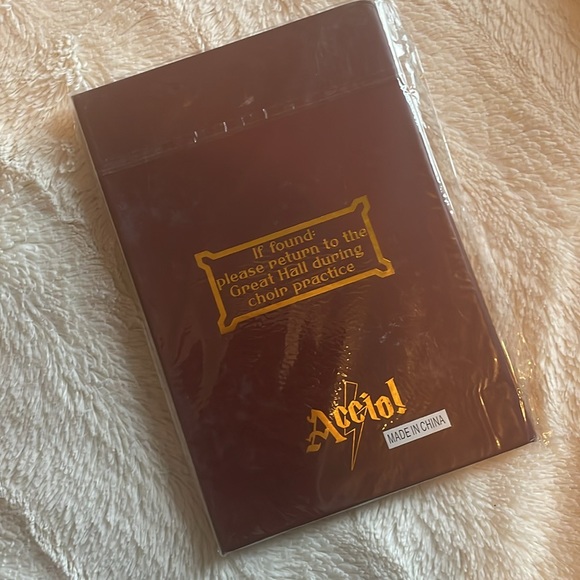 If found:
please return to the
Great Hall during
choir practice
Accio!
MADE IN CHINA